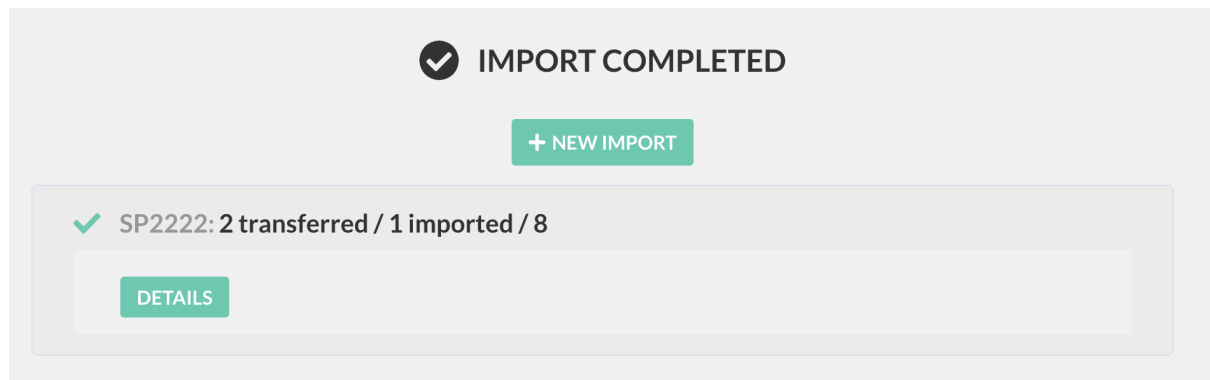 IMPORT COMPLETED
+ NEW IMPORT
SP2222: 2 transferred / 1 imported / 8
DETAILS